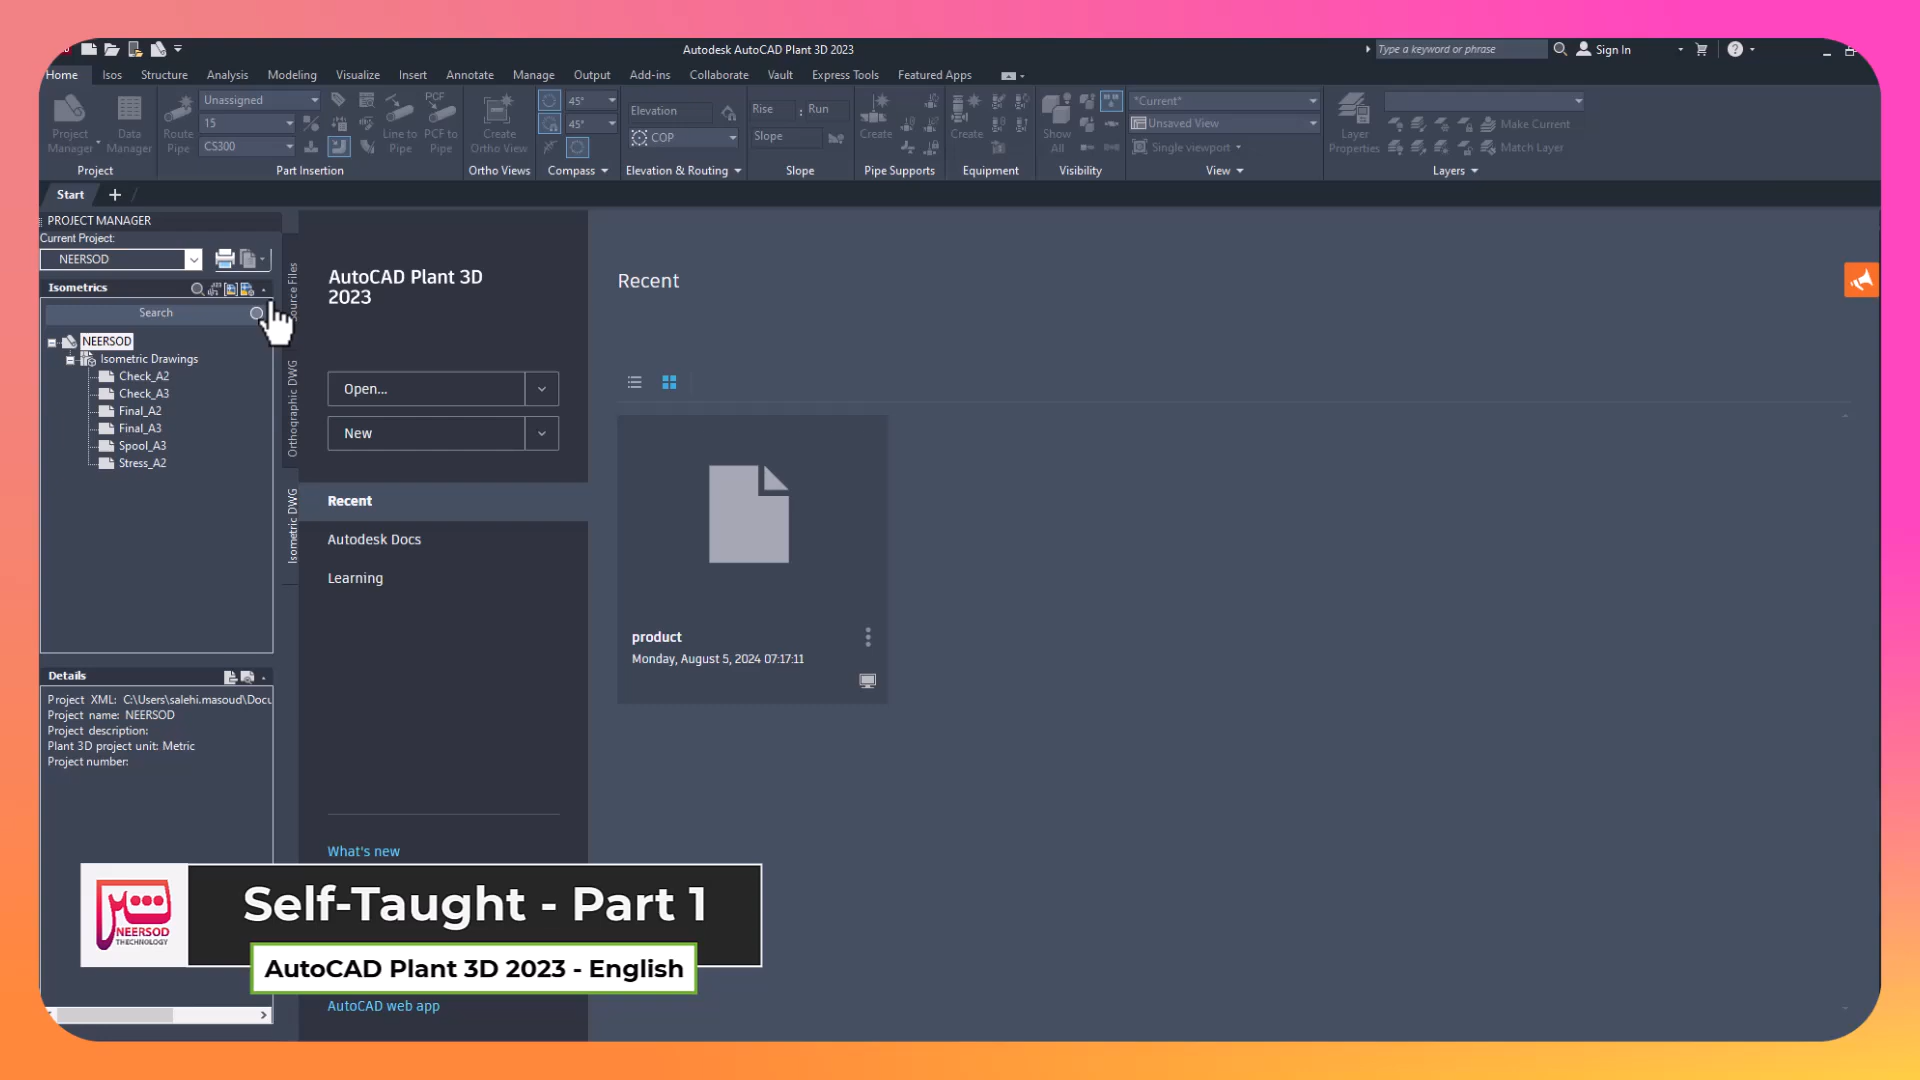 Autodesk AutoCAD Plant 3D 2023
Type a keyword or phrase
Sign In
Home Isos Structure Analysis Modeling Visualize Insert Annotate Manage Output Add-ins Collaborate Vault Express Tools Featured Apps
Project Manager
Data Manager
Project
Route Pipe
Unassigned
15
CS300
Line to Pipe
PCF
PCF to Pipe
Part Insertion
Create Ortho View
Ortho Views
45°
45°
Compass
Elevation
COP
Elevation & Routing
Rise : Run
Slope
Slope
Create
Pipe Supports
Create
Equipment
Show All
Visibility
*Current*
Unsaved View
Single viewport
View
Layer Properties
Make Current
Match Layer
Layers
Start
PROJECT MANAGER
Current Project:
NEERSOD
Isometrics
Search
NEERSOD
Isometric Drawings
Check_A2
Check_A3
Final_A2
Final_A3
Spool_A3
Stress_A2
Orthographic DWG
Isometric DWG
Details
Project XML: C:\Users\salehi.masoud\Docu
Project name: NEERSOD
Project description:
Plant 3D project unit: Metric
Project number:
AutoCAD Plant 3D
2023
Open...
New
Recent
Autodesk Docs
Learning
What's new
AutoCAD web app
Recent
product
Monday, August 5, 2024 07:17:11
NEERSOD
THECHNOLOGY
Self-Taught - Part 1
AutoCAD Plant 3D 2023 - English